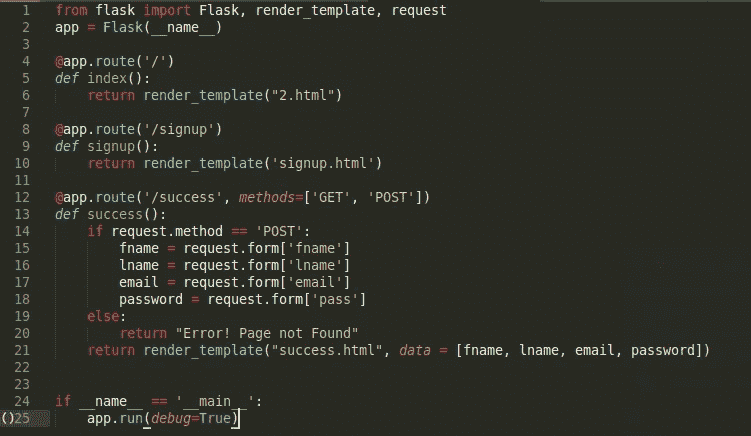 1 from flask import Flask, render_template, request
2 app = Flask(__name__)
3
4 @app.route('/')
5 def index():
6     return render_template("2.html")
7
8 @app.route('/signup')
9 def signup():
10     return render_template('signup.html')
11
12 @app.route('/success', methods=['GET', 'POST'])
13 def success():
14     if request.method == 'POST':
15         fname = request.form['fname']
16         lname = request.form['lname']
17         email = request.form['email']
18         password = request.form['pass']
19     else:
20         return "Error! Page not Found"
21     return render_template("success.html", data = [fname, lname, email, password])
22
23
24 if __name__ == '__main__':
()25     app.run(debug=True)